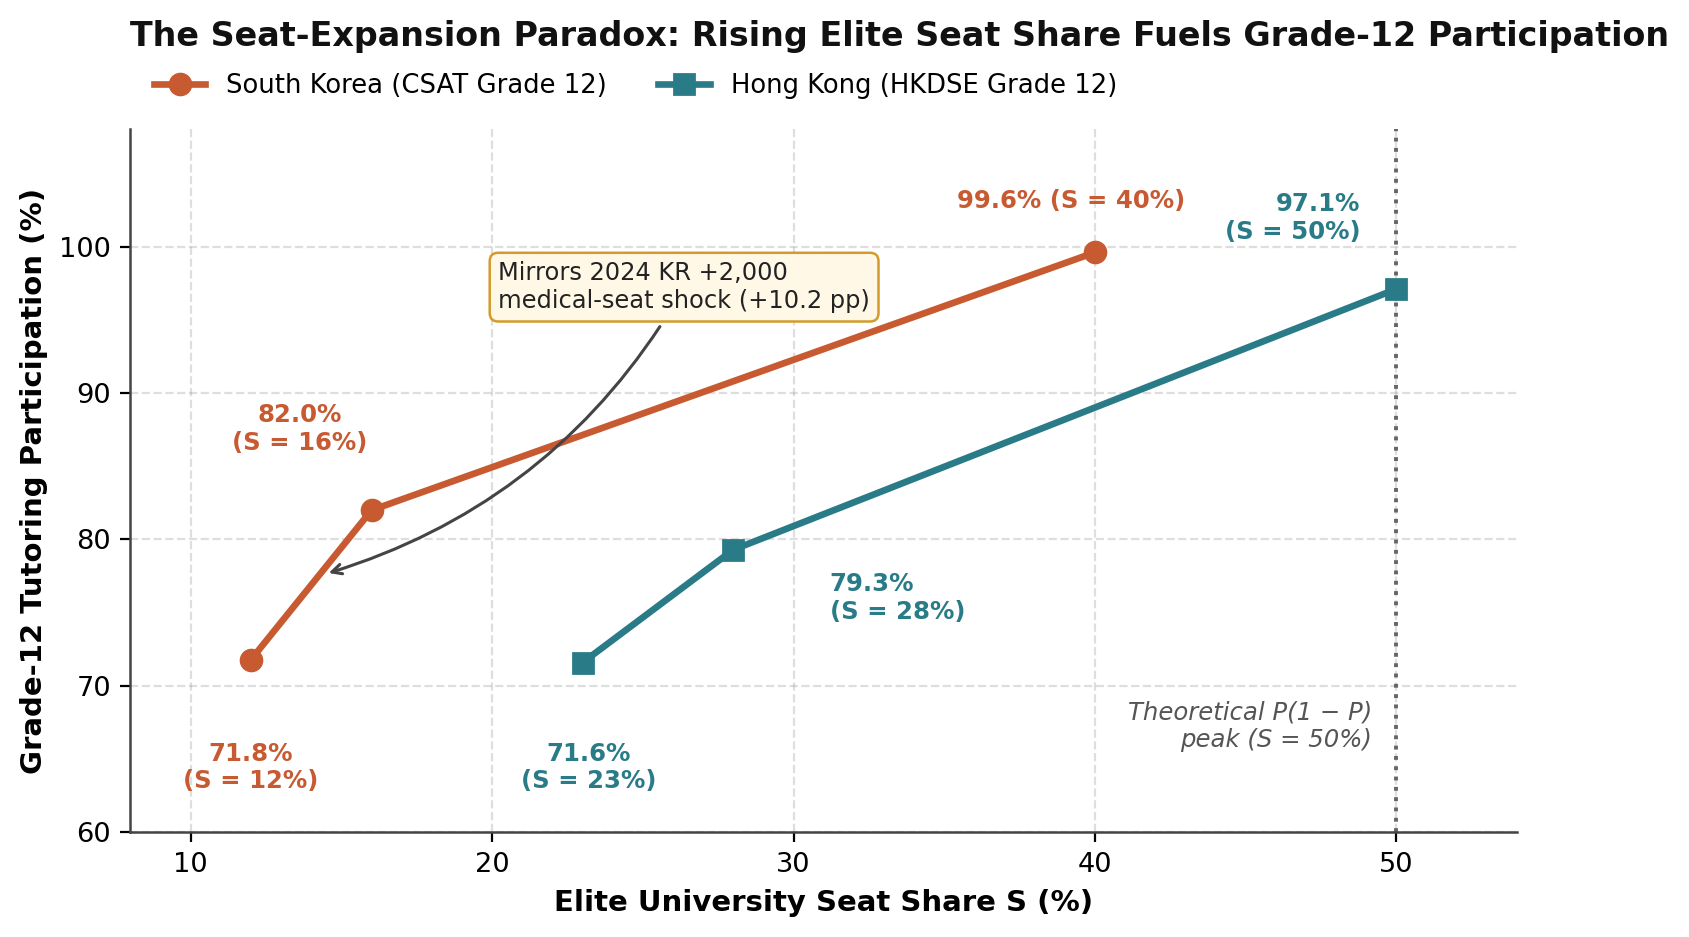 The Seat-Expansion Paradox: Rising Elite Seat Share Fuels Grade-12 Participation
South Korea (CSAT Grade 12)
Hong Kong (HKDSE Grade 12)
Grade-12 Tutoring Participation (%)
100
90
80
70
60
99.6% (S = 40%)
97.1%
(S = 50%)
Mirrors 2024 KR +2,000
medical-seat shock (+10.2 pp)
82.0%
(S = 16%)
79.3%
(S = 28%)
71.8%
(S = 12%)
71.6%
(S = 23%)
Theoretical P(1 − P)
peak (S = 50%)
10
20
30
40
50
Elite University Seat Share S (%)